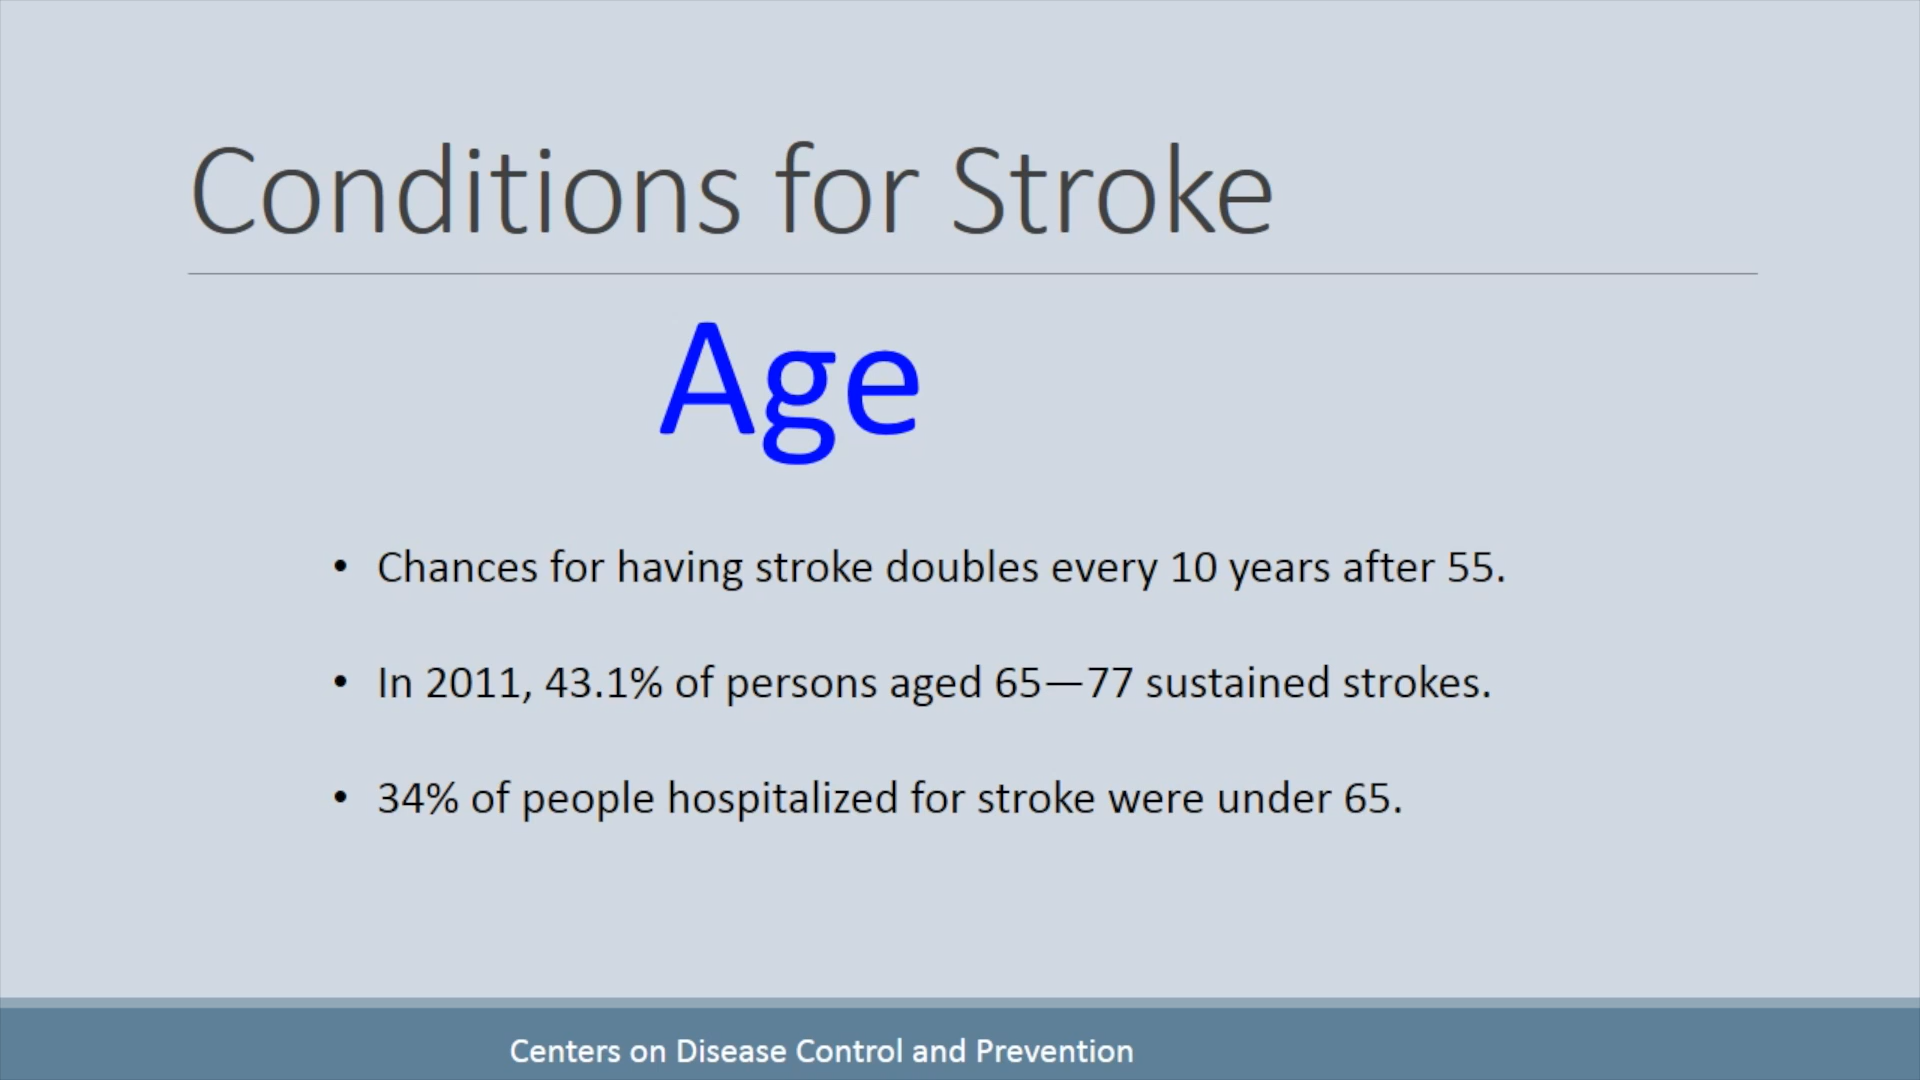 Conditions for Stroke
Age
• Chances for having stroke doubles every 10 years after 55.
• In 2011, 43.1% of persons aged 65—77 sustained strokes.
• 34% of people hospitalized for stroke were under 65.
Centers on Disease Control and Prevention